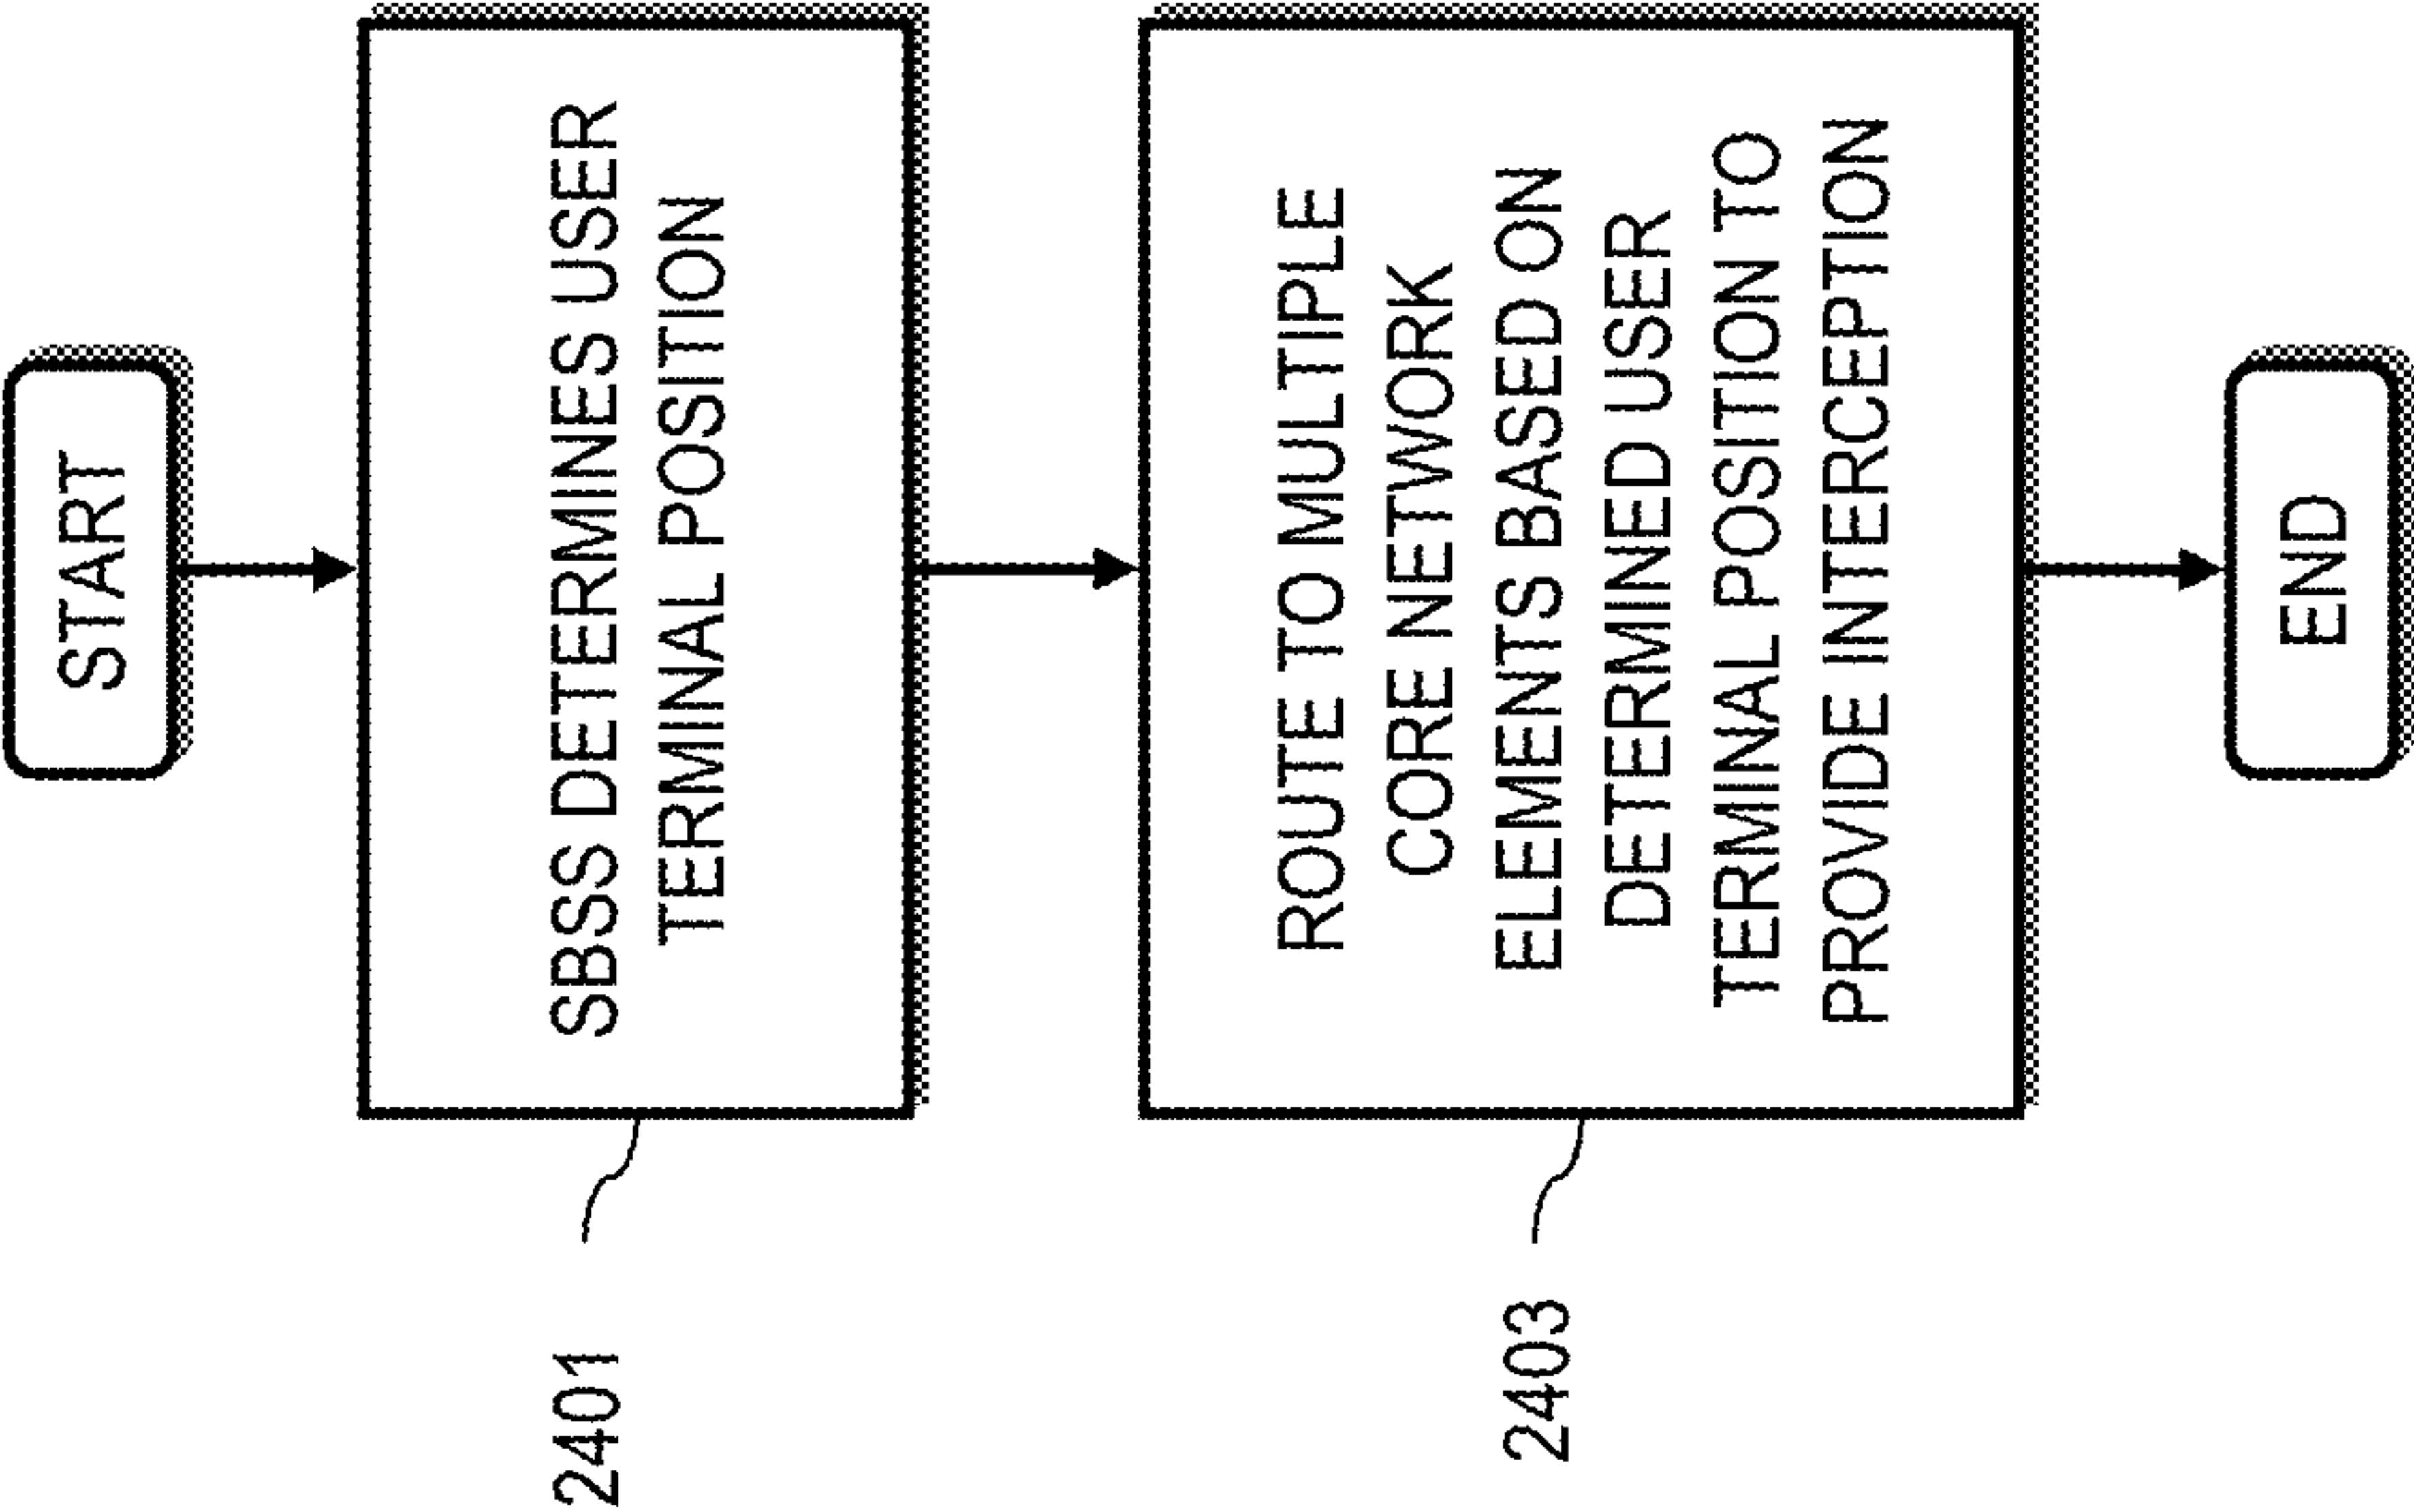 START
SBSS DETERMINES USER
TERMINAL POSITION
2401
ROUTE TO MULTIPLE
CORE NETWORK
ELEMENTS BASED ON
DETERMINED USER
TERMINAL POSITION TO
PROVIDE INTERCEPTION
2403
END